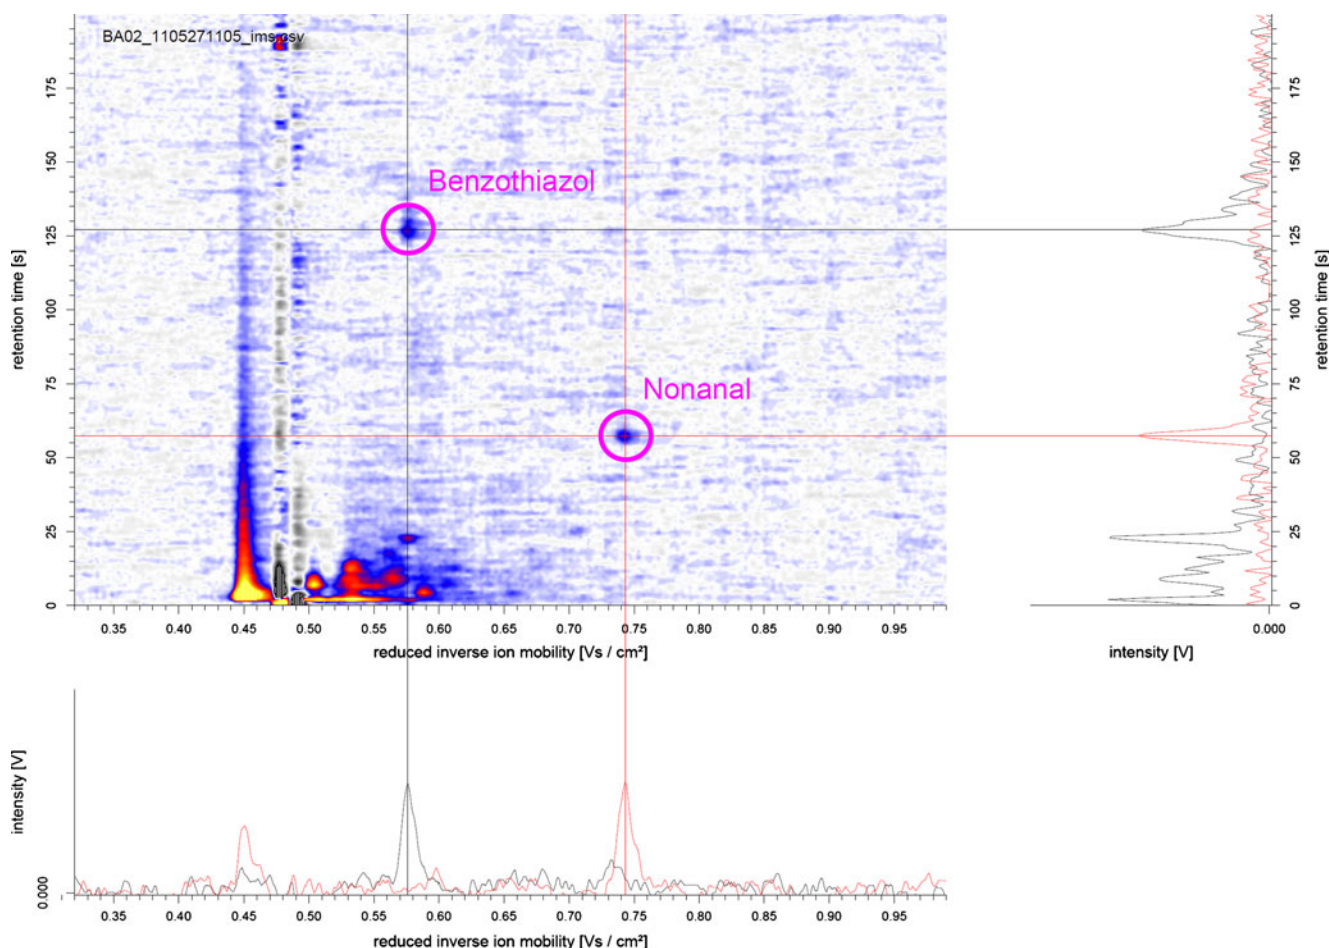 BA02_1105271105_ims.csv
Benzothiazol
Nonanal
retention time [s]
175
150
125
100
75
50
25
0
0.35 0.40 0.45 0.50 0.55 0.60 0.65 0.70 0.75 0.80 0.85 0.90 0.95
reduced inverse ion mobility [Vs / cm²]
175
150
125
100
75
50
25
0
retention time [s]
0.000
intensity [V]
intensity [V]
0.000
0.35 0.40 0.45 0.50 0.55 0.60 0.65 0.70 0.75 0.80 0.85 0.90 0.95
reduced inverse ion mobility [Vs / cm²]